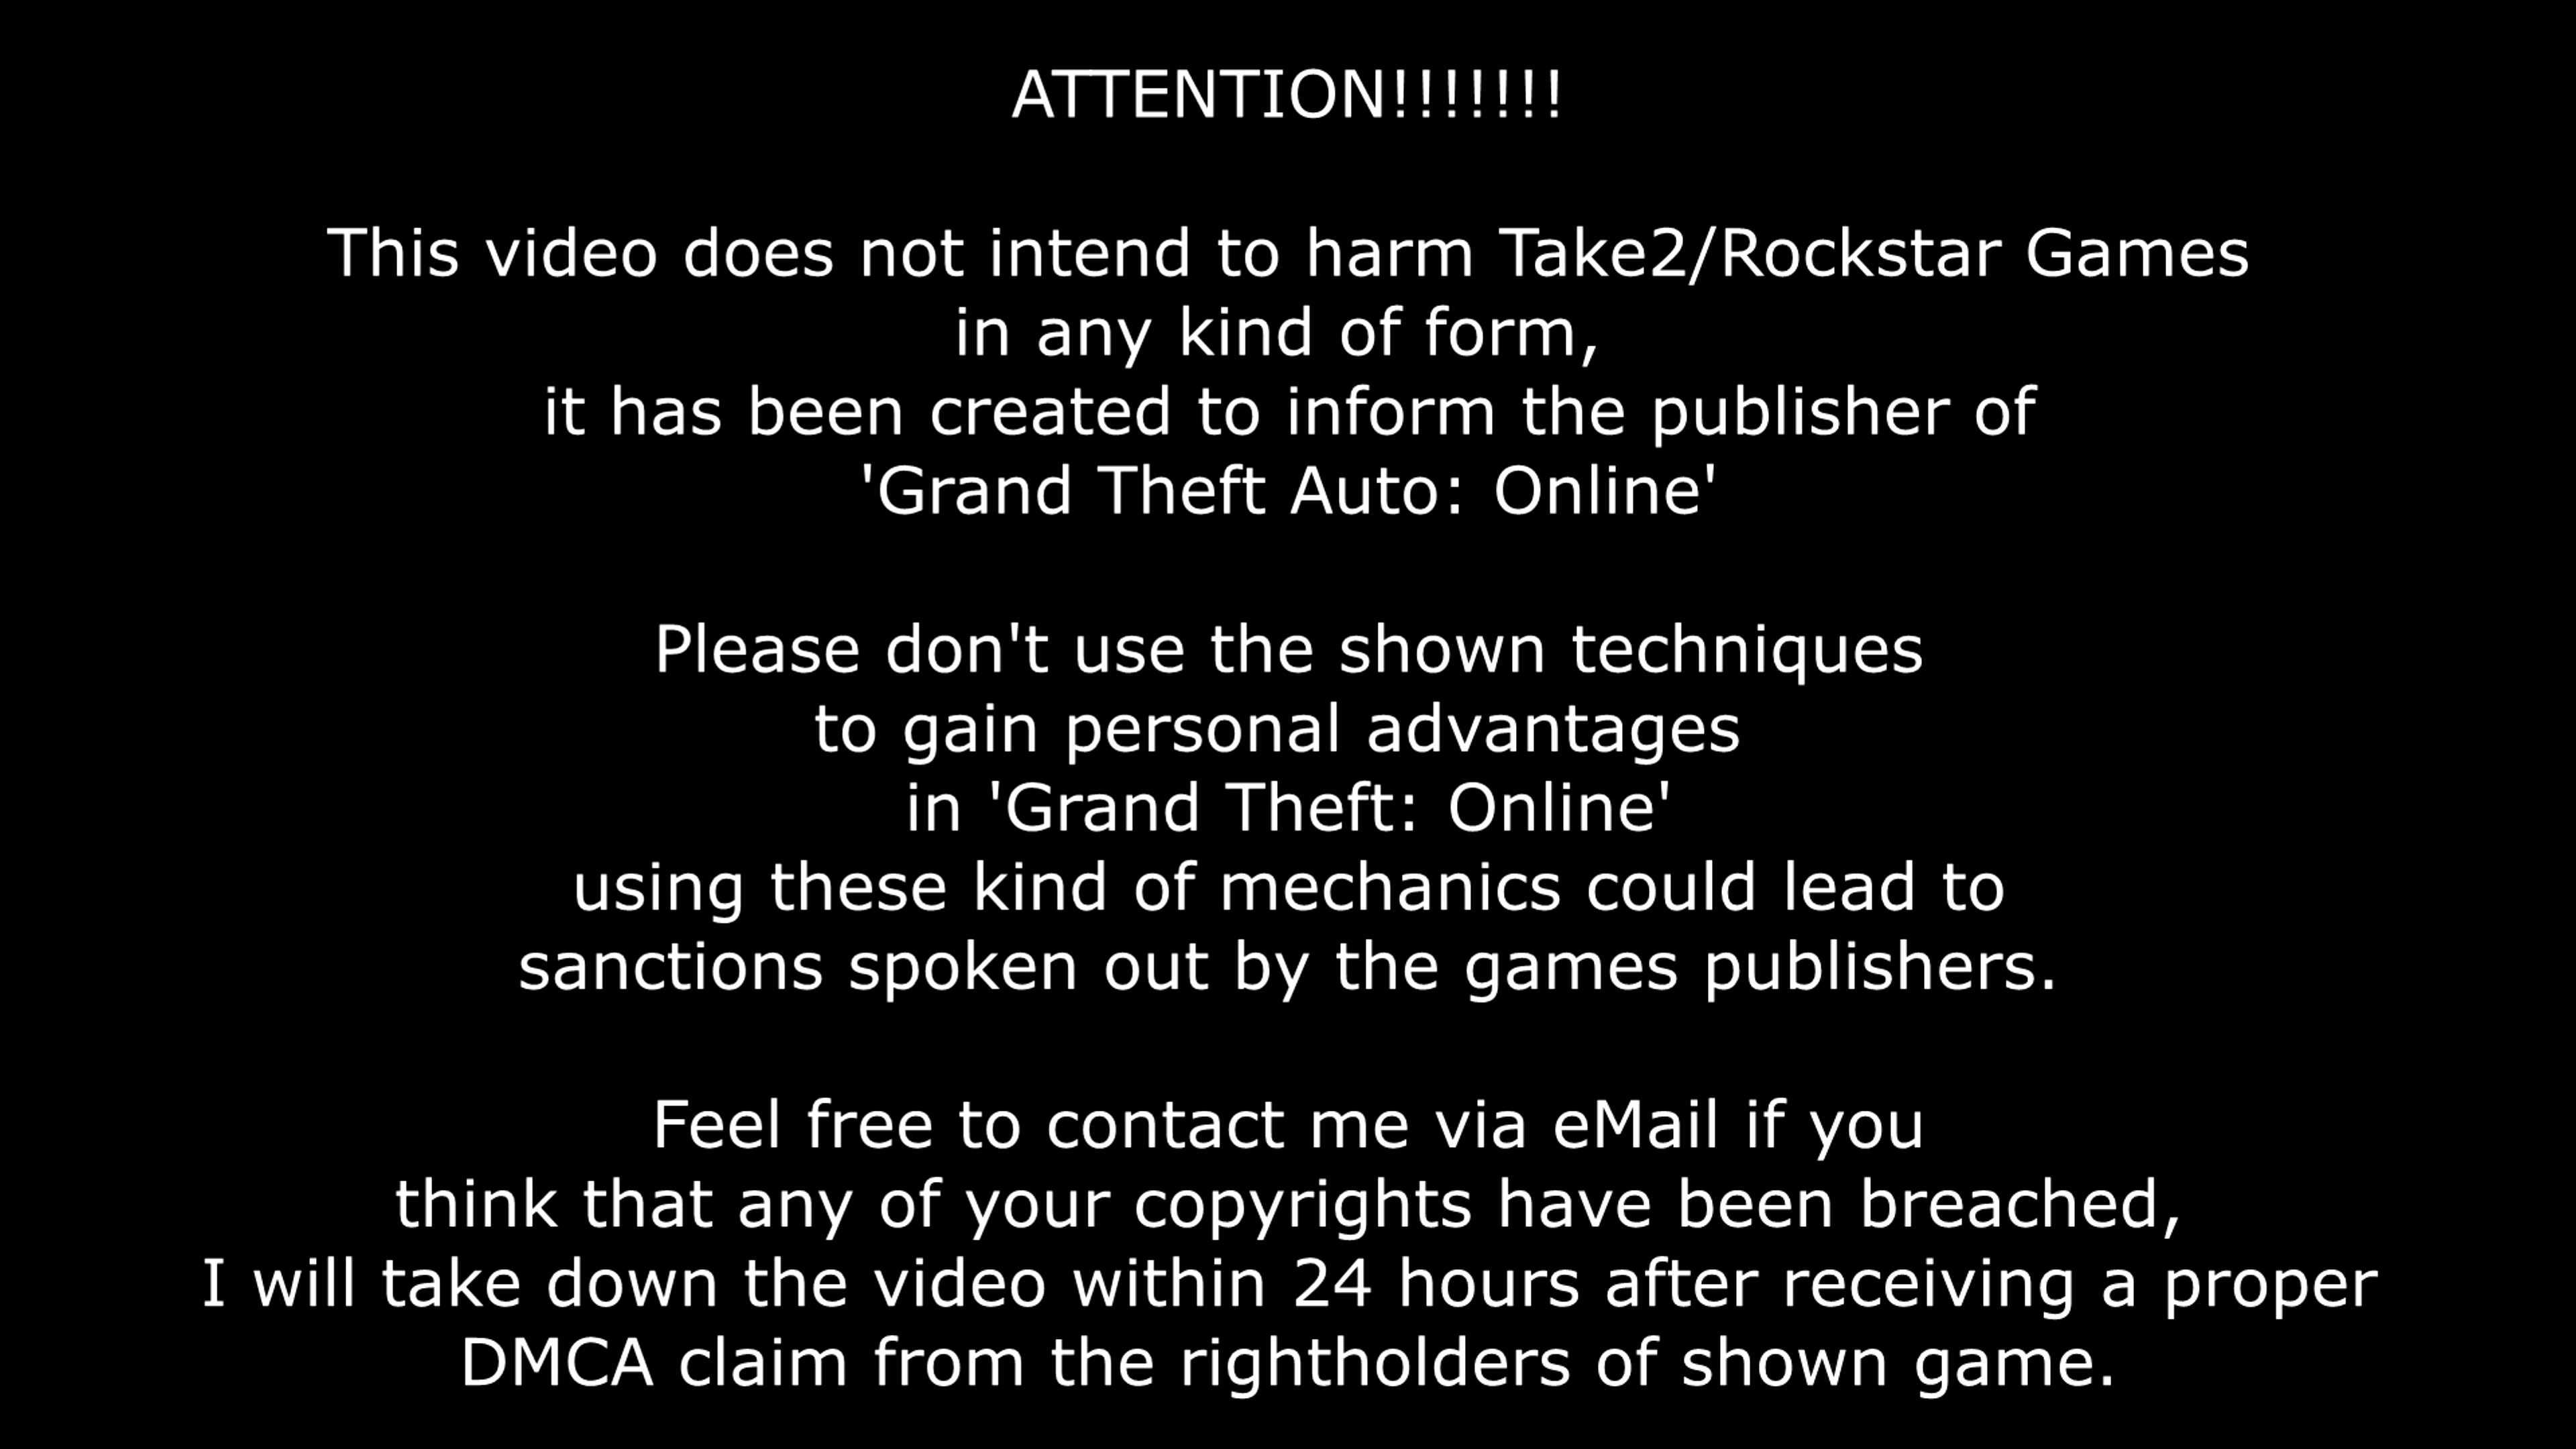 ATTENTION!!!!!!!
This video does not intend to harm Take2/Rockstar Games
in any kind of form,
it has been created to inform the publisher of
'Grand Theft Auto: Online'
Please don't use the shown techniques
to gain personal advantages
in 'Grand Theft: Online'
using these kind of mechanics could lead to
sanctions spoken out by the games publishers.
Feel free to contact me via eMail if you
think that any of your copyrights have been breached,
I will take down the video within 24 hours after receiving a proper
DMCA claim from the rightholders of shown game.